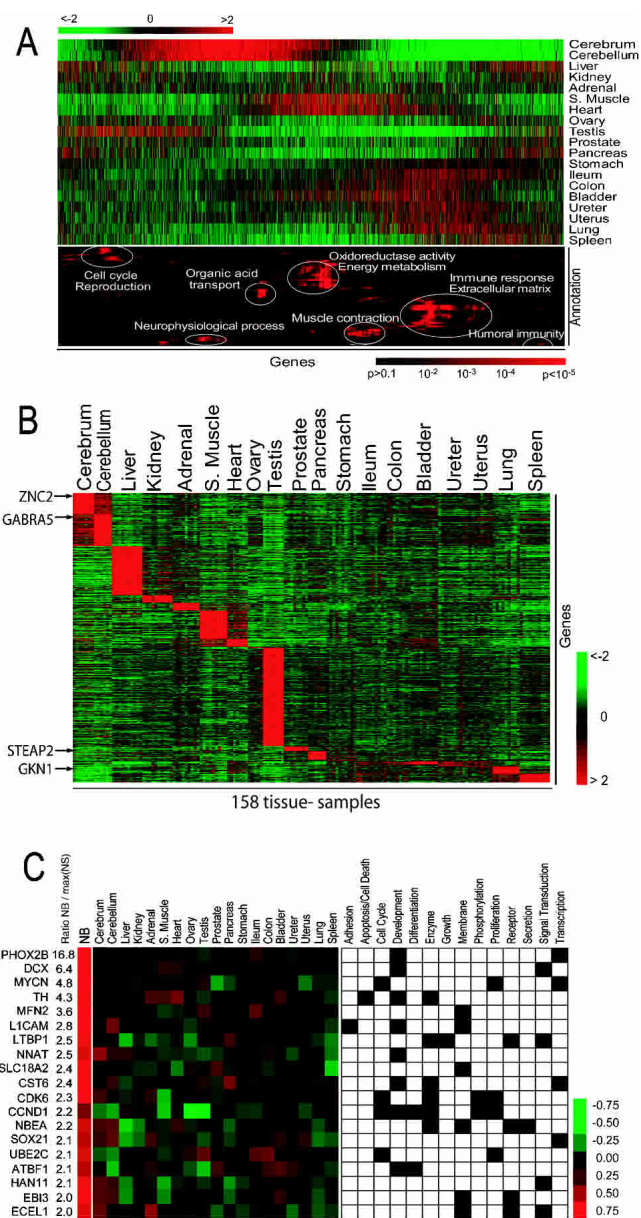 A
<-2 0 >2
Cerebrum
Cerebellum
Liver
Kidney
Adrenal
S. Muscle
Heart
Ovary
Testis
Prostate
Pancreas
Stomach
Ileum
Colon
Bladder
Ureter
Uterus
Lung
Spleen
Cell cycle
Reproduction
Organic acid
transport
Oxidoreductase activity
Energy metabolism
Immune response
Extracellular matrix
Neurophysiological process
Muscle contraction
Humoral immunity
Annotation
Genes
p>0.1 10-2 10-3 10-4 p<10-5
B
Cerebrum
Cerebellum
Liver
Kidney
Adrenal
S. Muscle
Heart
Ovary
Testis
Prostate
Pancreas
Stomach
Ileum
Colon
Bladder
Ureter
Uterus
Lung
Spleen
ZNC2
GABRA5
STEAP2
GKN1
Genes
<-2
0
> 2
158 tissue- samples
C
Ratio NB / max(NS)
NB
Cerebrum
Cerebellum
Liver
Kidney
Adrenal
S. Muscle
Heart
Ovary
Testis
Prostate
Pancreas
Stomach
Ileum
Colon
Bladder
Ureter
Uterus
Lung
Spleen
Adhesion
Apoptosis/Cell Death
Cell Cycle
Development
Differentiation
Enzyme
Growth
Membrane
Phosphorylation
Proliferation
Receptor
Secretion
Signal Transduction
Transcription
PHOX2B 16.8
DCX 6.4
MYCN 4.8
TH 4.3
MFN2 3.6
L1CAM 2.8
LTBP1 2.5
NNAT 2.5
SLC18A2 2.4
CST6 2.4
CDK6 2.3
CCND1 2.2
NBEA 2.2
SOX21 2.1
UBE2C 2.1
ATBF1 2.1
HAN11 2.1
EBI3 2.0
ECEL1 2.0
-0.75
-0.50
-0.25
0.00
0.25
0.50
0.75